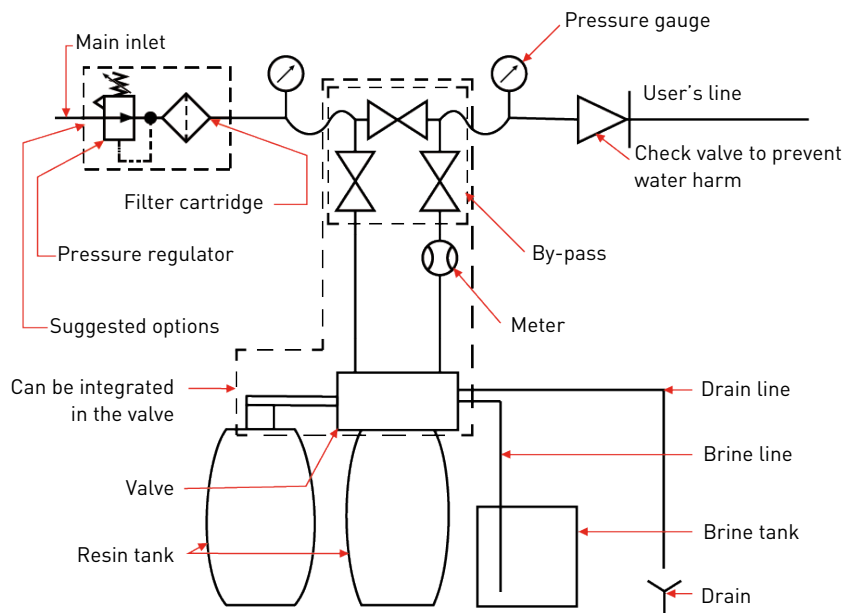 Pressure gauge
Main inlet
User's line
Check valve to prevent
water harm
Filter cartridge
Pressure regulator
By-pass
Suggested options
Meter
Can be integrated
in the valve
Drain line
Brine line
Valve
Brine tank
Resin tank
Drain